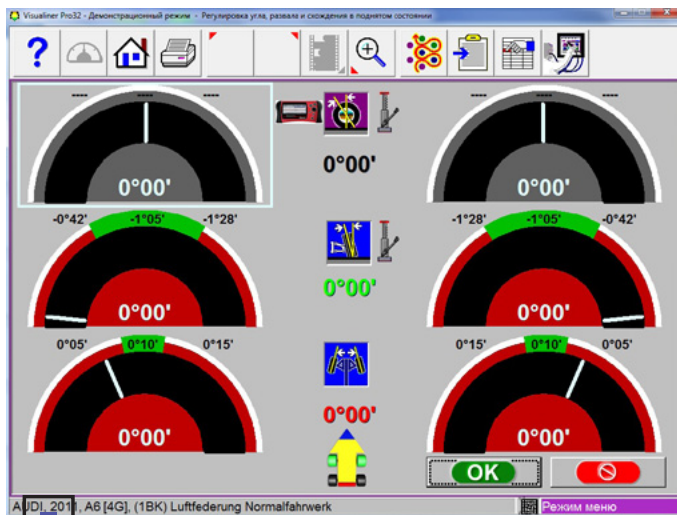 Visualiner Pro32 - Демонстрационный режим - Регулировка угла, развала и схождения в поднятом состоянии
?
---- ---- ----
---- ---- ----
0°00'
0°00'
0°00'
-0°42' -1°05' -1°28'
-1°28' -1°05' -0°42'
0°00'
0°00'
0°00'
0°05' 0°10' 0°15'
0°15' 0°10' 0°05'
0°00'
0°00'
0°00'
OK
AUDI, 2011, A6 [4G], (1BK) Luftfederung Normalfahrwerk
Режим меню